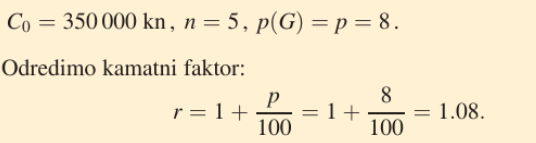 C₀ = 350 000 kn, n = 5, p(G) = p = 8.
Odredimo kamatni faktor:
r = 1 + p/100 = 1 + 8/100 = 1.08.